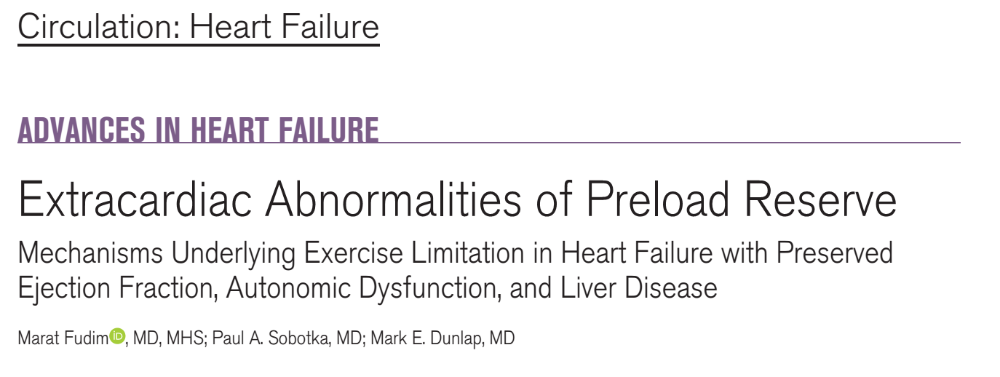 Circulation: Heart Failure
ADVANCES IN HEART FAILURE
Extracardiac Abnormalities of Preload Reserve
Mechanisms Underlying Exercise Limitation in Heart Failure with Preserved
Ejection Fraction, Autonomic Dysfunction, and Liver Disease
Marat Fudim iD, MD, MHS; Paul A. Sobotka, MD; Mark E. Dunlap, MD